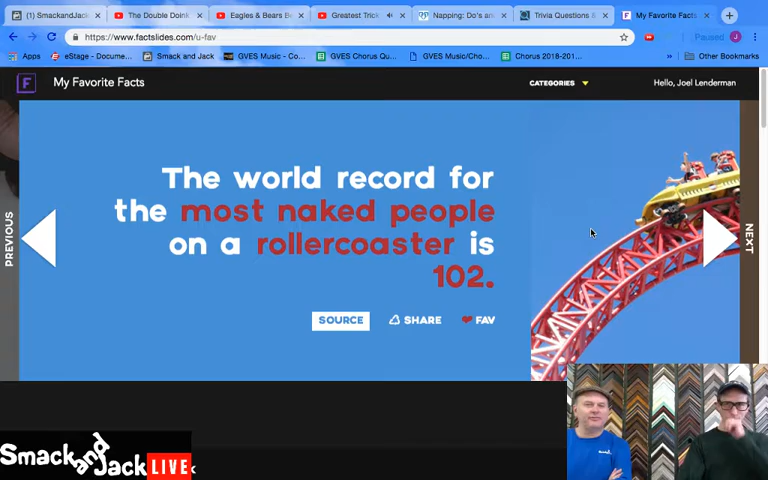 (1) SmackandJack
The Double Doink
Eagles & Bears Be
Greatest Trick
Napping: Do's an
Trivia Questions &
My Favorite Facts
https://www.factslides.com/u-fav
Paused
J
Apps
eStage - Docume...
Smack and Jack
GVES Music - Co...
GVES Chorus Qu...
GVES Music/Cho...
Chorus 2018-201...
»
Other Bookmarks
F
My Favorite Facts
CATEGORIES
Hello, Joel Lenderman
The world record for
the most naked people
on a rollercoaster is
102.
PREVIOUS
NEXT
SOURCE
SHARE
FAV
Smack and Jack LIVE